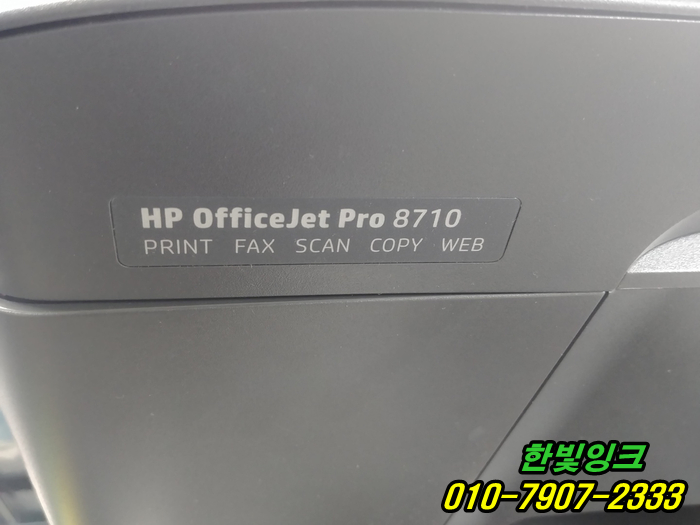 HP OfficeJet Pro 8710
PRINT FAX SCAN COPY WEB
한빛잉크
010-7907-2333